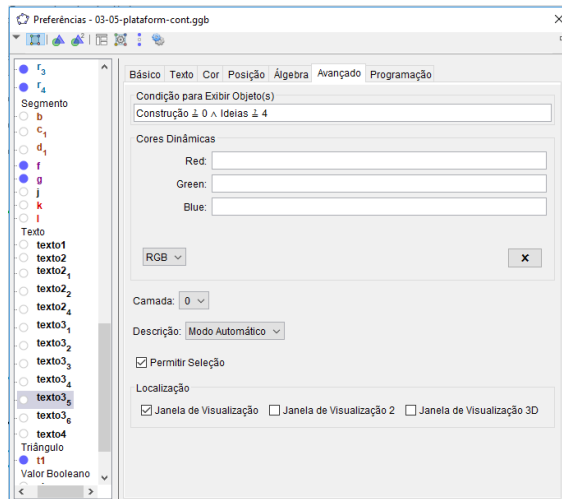 Preferências - 03-05-plataform-cont.ggb
r3
r4
Segmento
b
c1
d1
f
g
j
k
l
Texto
texto1
texto2
texto21
texto22
texto24
texto31
texto32
texto33
texto34
texto35
texto36
texto4
Triângulo
t1
Valor Booleano
Básico Texto Cor Posição Álgebra Avançado Programação
Condição para Exibir Objeto(s)
Construção ≟ 0 ∧ Ideias ≟ 4
Cores Dinâmicas
Red:
Green:
Blue:
RGB
x
Camada: 0
Descrição: Modo Automático
Permitir Seleção
Localização
Janela de Visualização Janela de Visualização 2 Janela de Visualização 3D